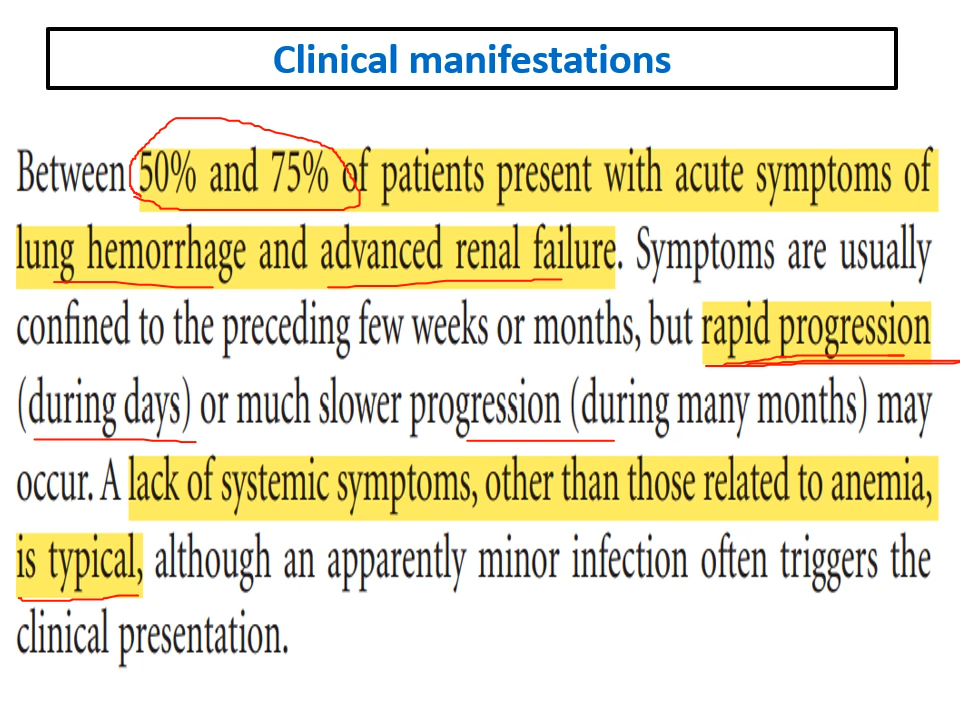 Clinical manifestations
Between 50% and 75% of patients present with acute symptoms of
lung hemorrhage and advanced renal failure. Symptoms are usually
confined to the preceding few weeks or months, but rapid progression
(during days) or much slower progression (during many months) may
occur. A lack of systemic symptoms, other than those related to anemia,
is typical, although an apparently minor infection often triggers the
clinical presentation.